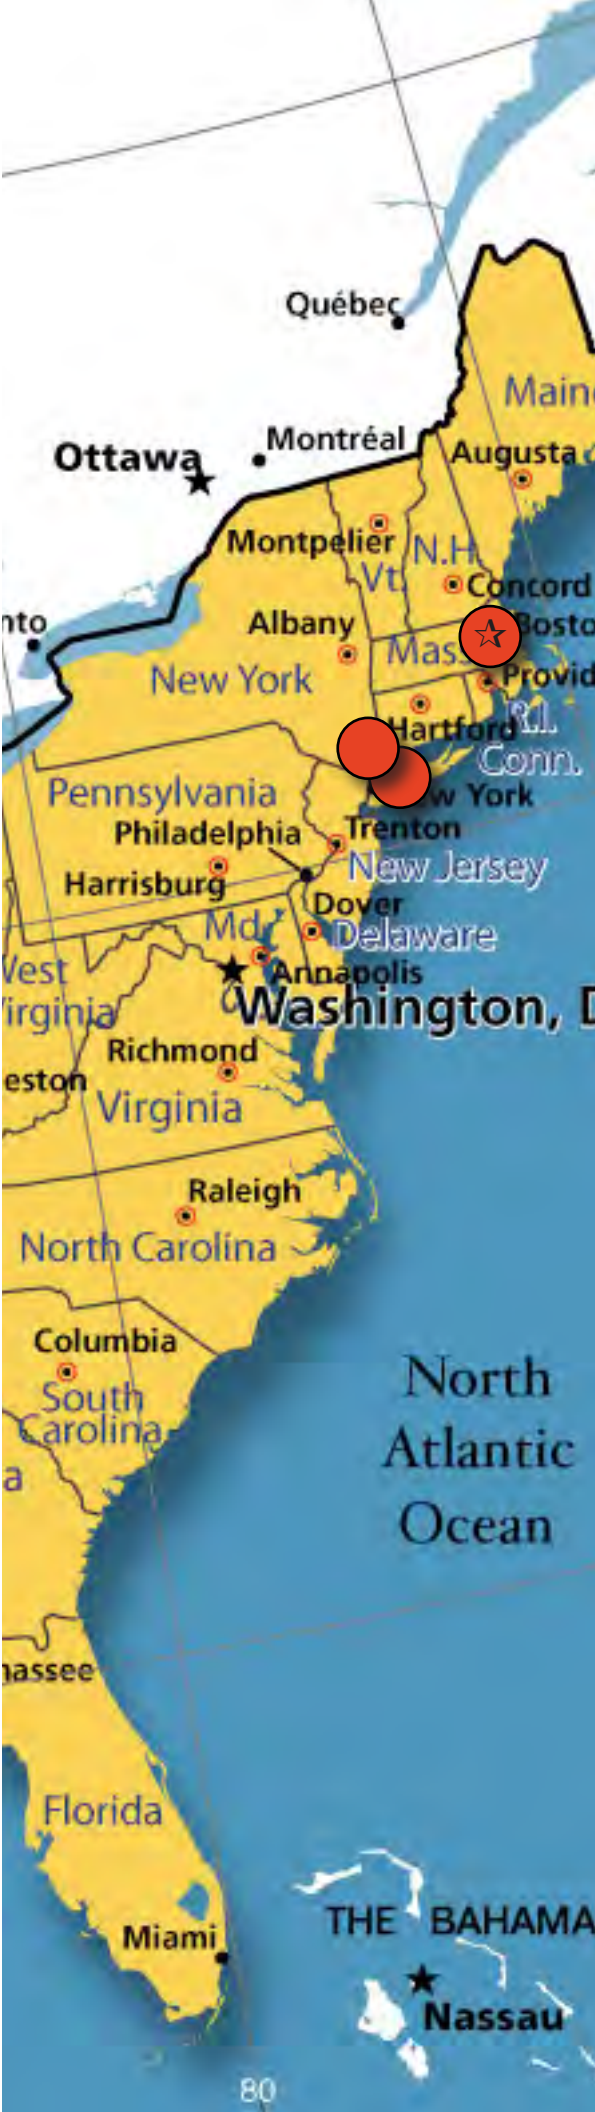 Québec
Maine
Montréal
Ottawa
Augusta
Montpelier
N.H.
Vt.
Concord
nto
Albany
Bosto
Mass.
New York
Provid
R.I.
Hartford
Conn.
Pennsylvania
New York
Philadelphia
Trenton
New Jersey
Harrisburg
Dover
Md.
Delaware
West
Annapolis
Virginia
Washington, D
Richmond
eston
Virginia
Raleigh
North Carolina
Columbia
North
South
Carolina
Atlantic
a
Ocean
hassee
Florida
THE BAHAMA
Miami
Nassau
80